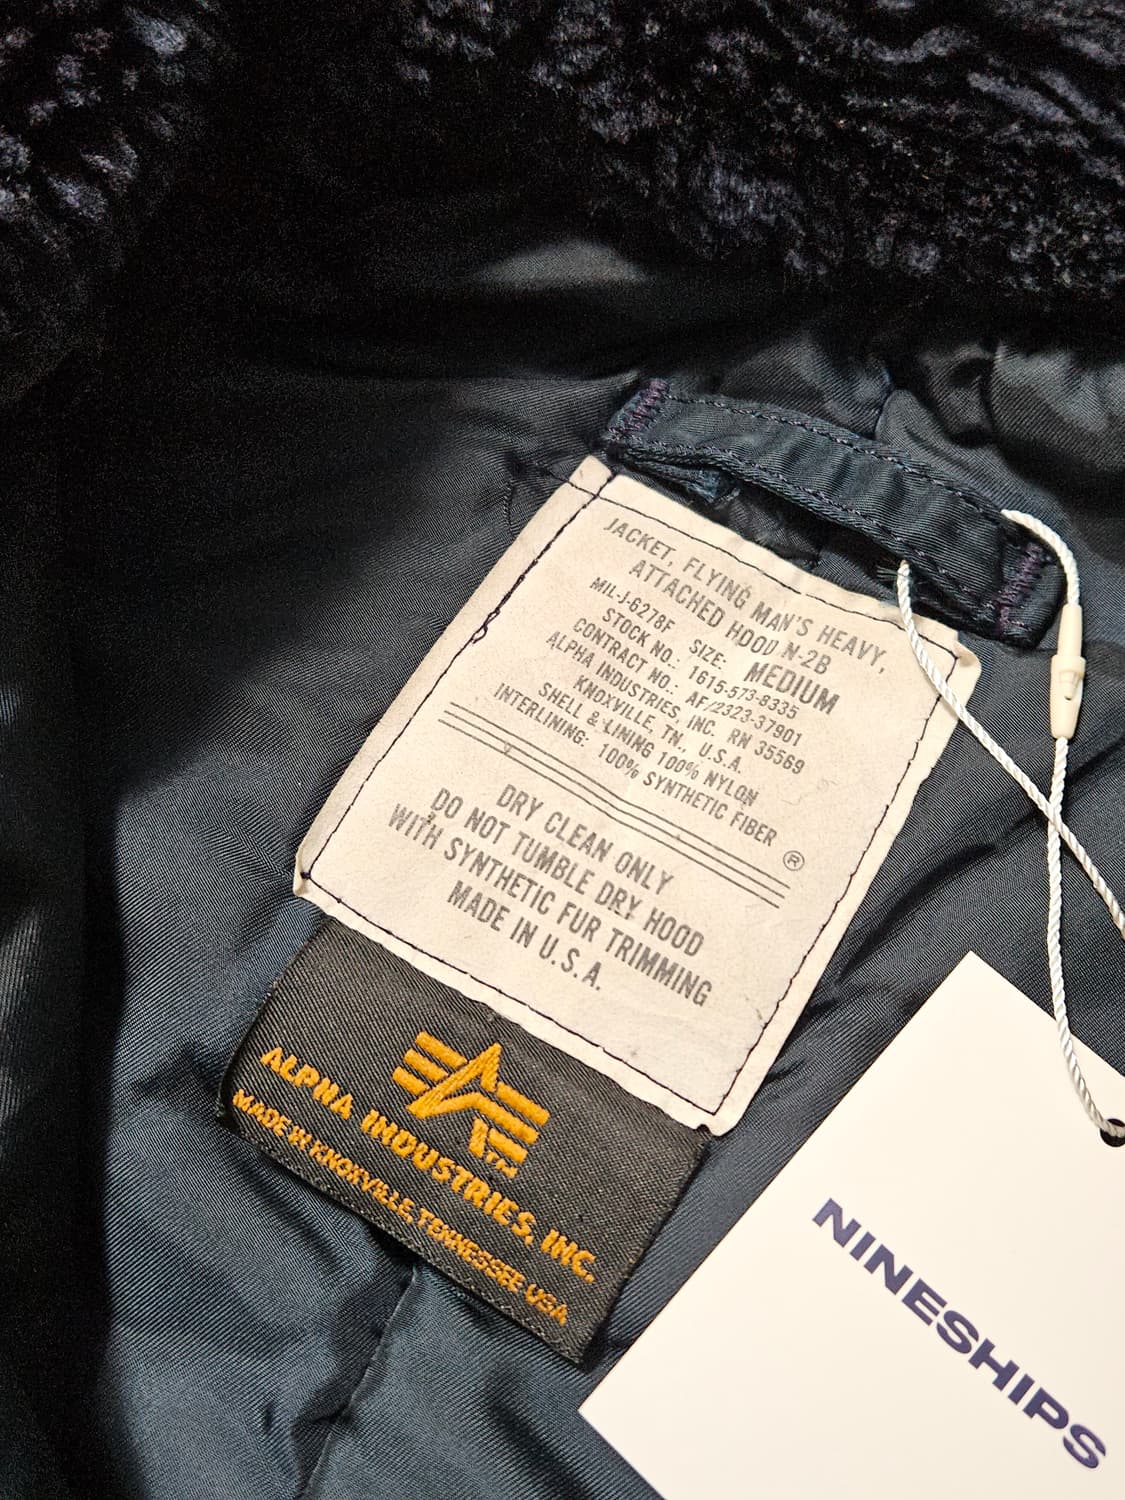 JACKET, FLYING MAN'S HEAVY,
ATTACHED HOOD N-2B
MIL-J-6278F SIZE: MEDIUM
STOCK NO.: 1615-573-8335
CONTRACT NO.: AF/2323-37901
ALPHA INDUSTRIES, INC. RN 35569
KNOXVILLE, TN., U.S.A.
SHELL & LINING 100% NYLON
INTERLINING: 100% SYNTHETIC FIBER
®
DRY CLEAN ONLY
DO NOT TUMBLE DRY HOOD
WITH SYNTHETIC FUR TRIMMING
MADE IN U.S.A.
TM
ALPHA INDUSTRIES, INC.
MADE IN KNOXVILLE, TENNESSEE USA
NINESHIPS